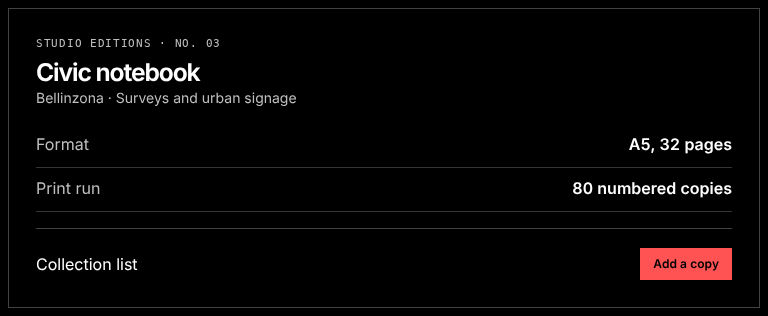 STUDIO EDITIONS · NO. 03
Civic notebook
Bellinzona · Surveys and urban signage
Format A5, 32 pages
Print run 80 numbered copies
Collection list Add a copy